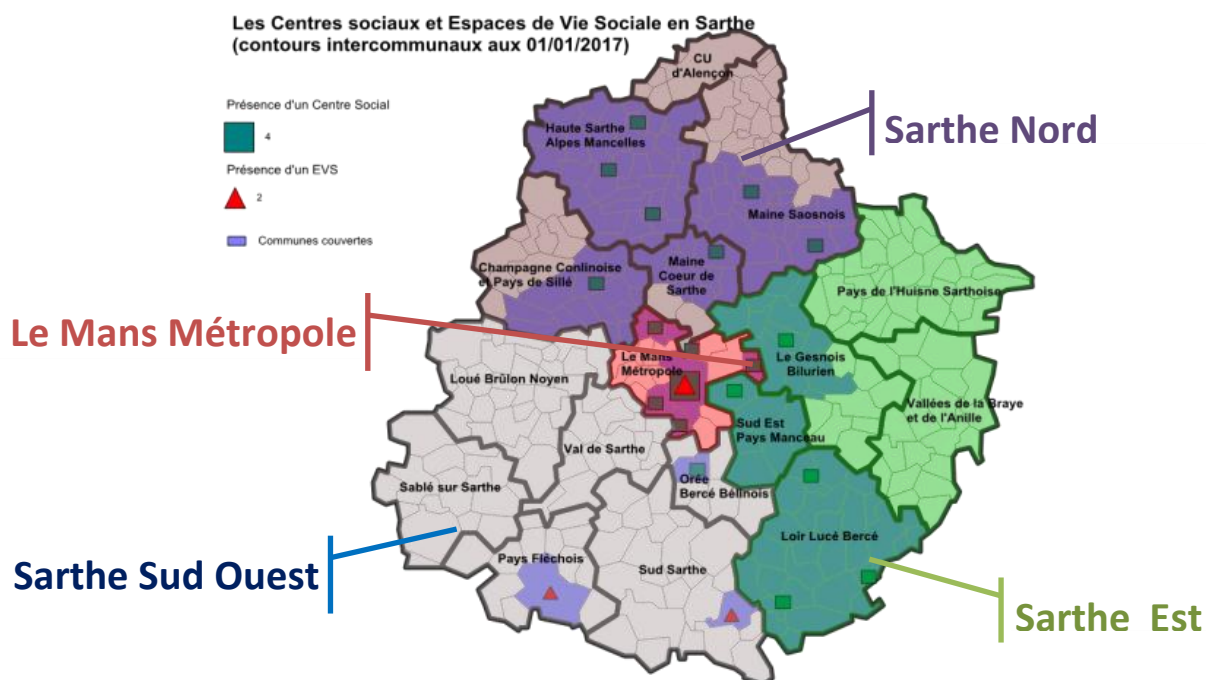 Les Centres sociaux et Espaces de Vie Sociale en Sarthe
(contours intercommunaux aux 01/01/2017)
CU
d'Alençon
Présence d'un Centre Social
4
Présence d'un EVS
2
Communes couvertes
Haute Sarthe
Alpes Mancelles
Sarthe Nord
Maine Saosnois
Maine
Coeur de
Sarthe
Champagne Conlinoise
et Pays de Sillé
Pays de l'Huisne Sarthoise
Le Mans Métropole
Le Mans
Métropole
Le Gesnois
Bilurien
Loué Brûlon Noyen
Vallées de la Braye
et de l'Anille
Sud Est
Pays Manceau
Val de Sarthe
Orée
Bercé Bélinois
Sablé sur Sarthe
Loir Lucé Bercé
Pays Fléchois
Sud Sarthe
Sarthe Sud Ouest
Sarthe Est